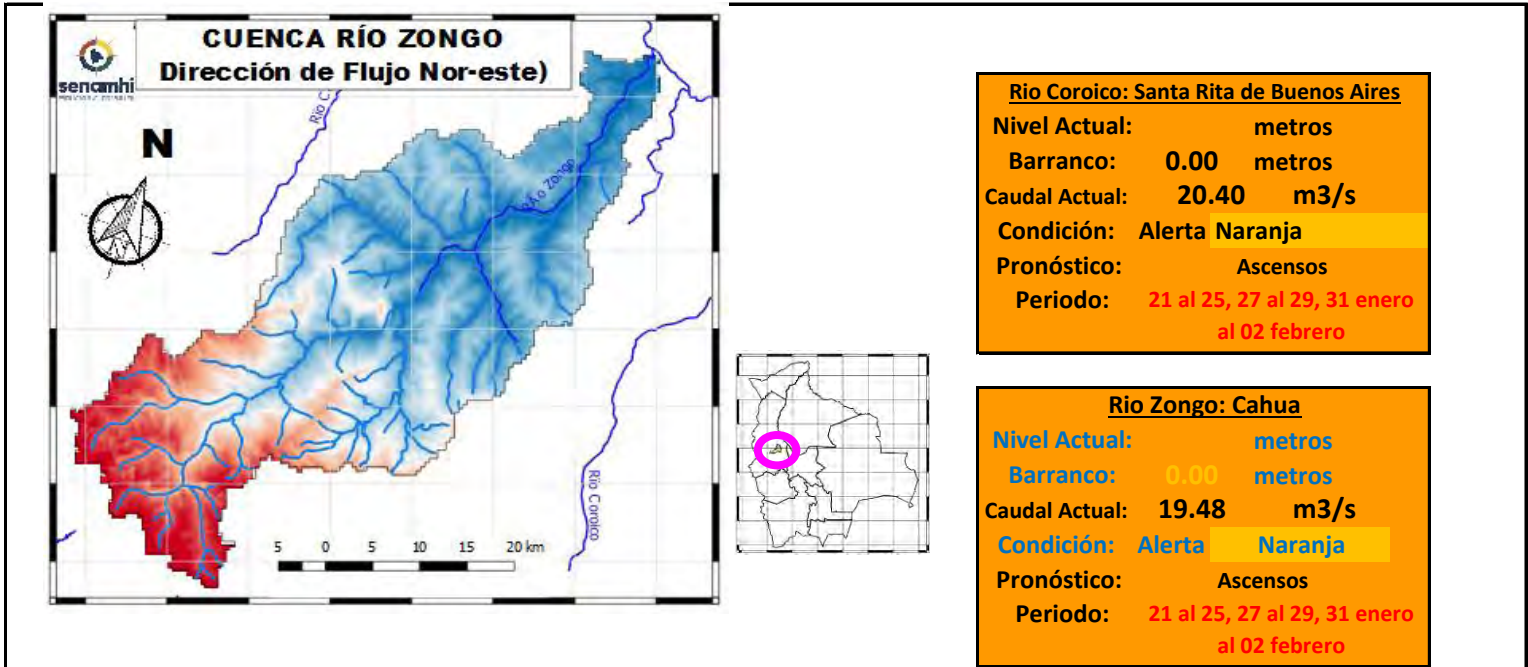 CUENCA RÍO ZONGO
Dirección de Flujo Nor-este)
senamhi
N
Rio C
RÃ­o Zongo
Rio Coroico
5 0 5 10 15 20 km
Rio Coroico: Santa Rita de Buenos Aires
Nivel Actual: metros
Barranco: 0.00 metros
Caudal Actual: 20.40 m3/s
Condición: Alerta Naranja
Pronóstico: Ascensos
Periodo: 21 al 25, 27 al 29, 31 enero
al 02 febrero
Rio Zongo: Cahua
Nivel Actual: metros
Barranco: 0.00 metros
Caudal Actual: 19.48 m3/s
Condición: Alerta Naranja
Pronóstico: Ascensos
Periodo: 21 al 25, 27 al 29, 31 enero
al 02 febrero